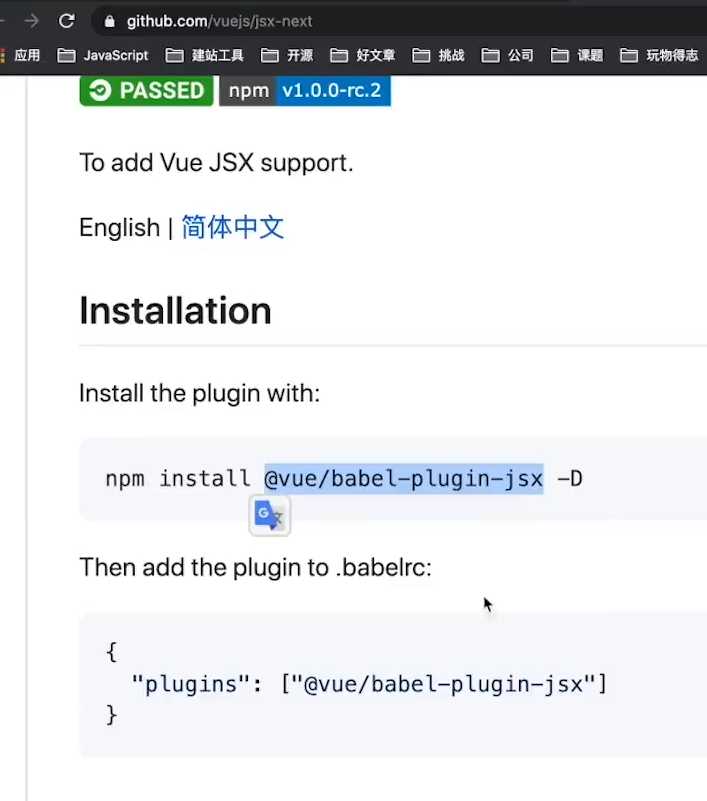 github.com/vuejs/jsx-next
应用 JavaScript 建站工具 开源 好文章 挑战 公司 课题 玩物得志
PASSED npm v1.0.0-rc.2
To add Vue JSX support.
English | 简体中文
Installation
Install the plugin with:
npm install @vue/babel-plugin-jsx -D
G 文
Then add the plugin to .babelrc:
{
"plugins": ["@vue/babel-plugin-jsx"]
}